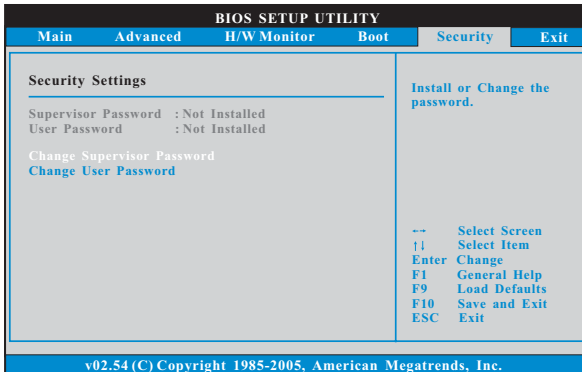 BIOS SETUP UTILITY
Main Advanced H/W Monitor Boot Security Exit
Security Settings
Supervisor Password : Not Installed
User Password : Not Installed
Change Supervisor Password
Change User Password
Install or Change the
password.
←→ Select Screen
↑↓ Select Item
Enter Change
F1 General Help
F9 Load Defaults
F10 Save and Exit
ESC Exit
v02.54 (C) Copyright 1985-2005, American Megatrends, Inc.